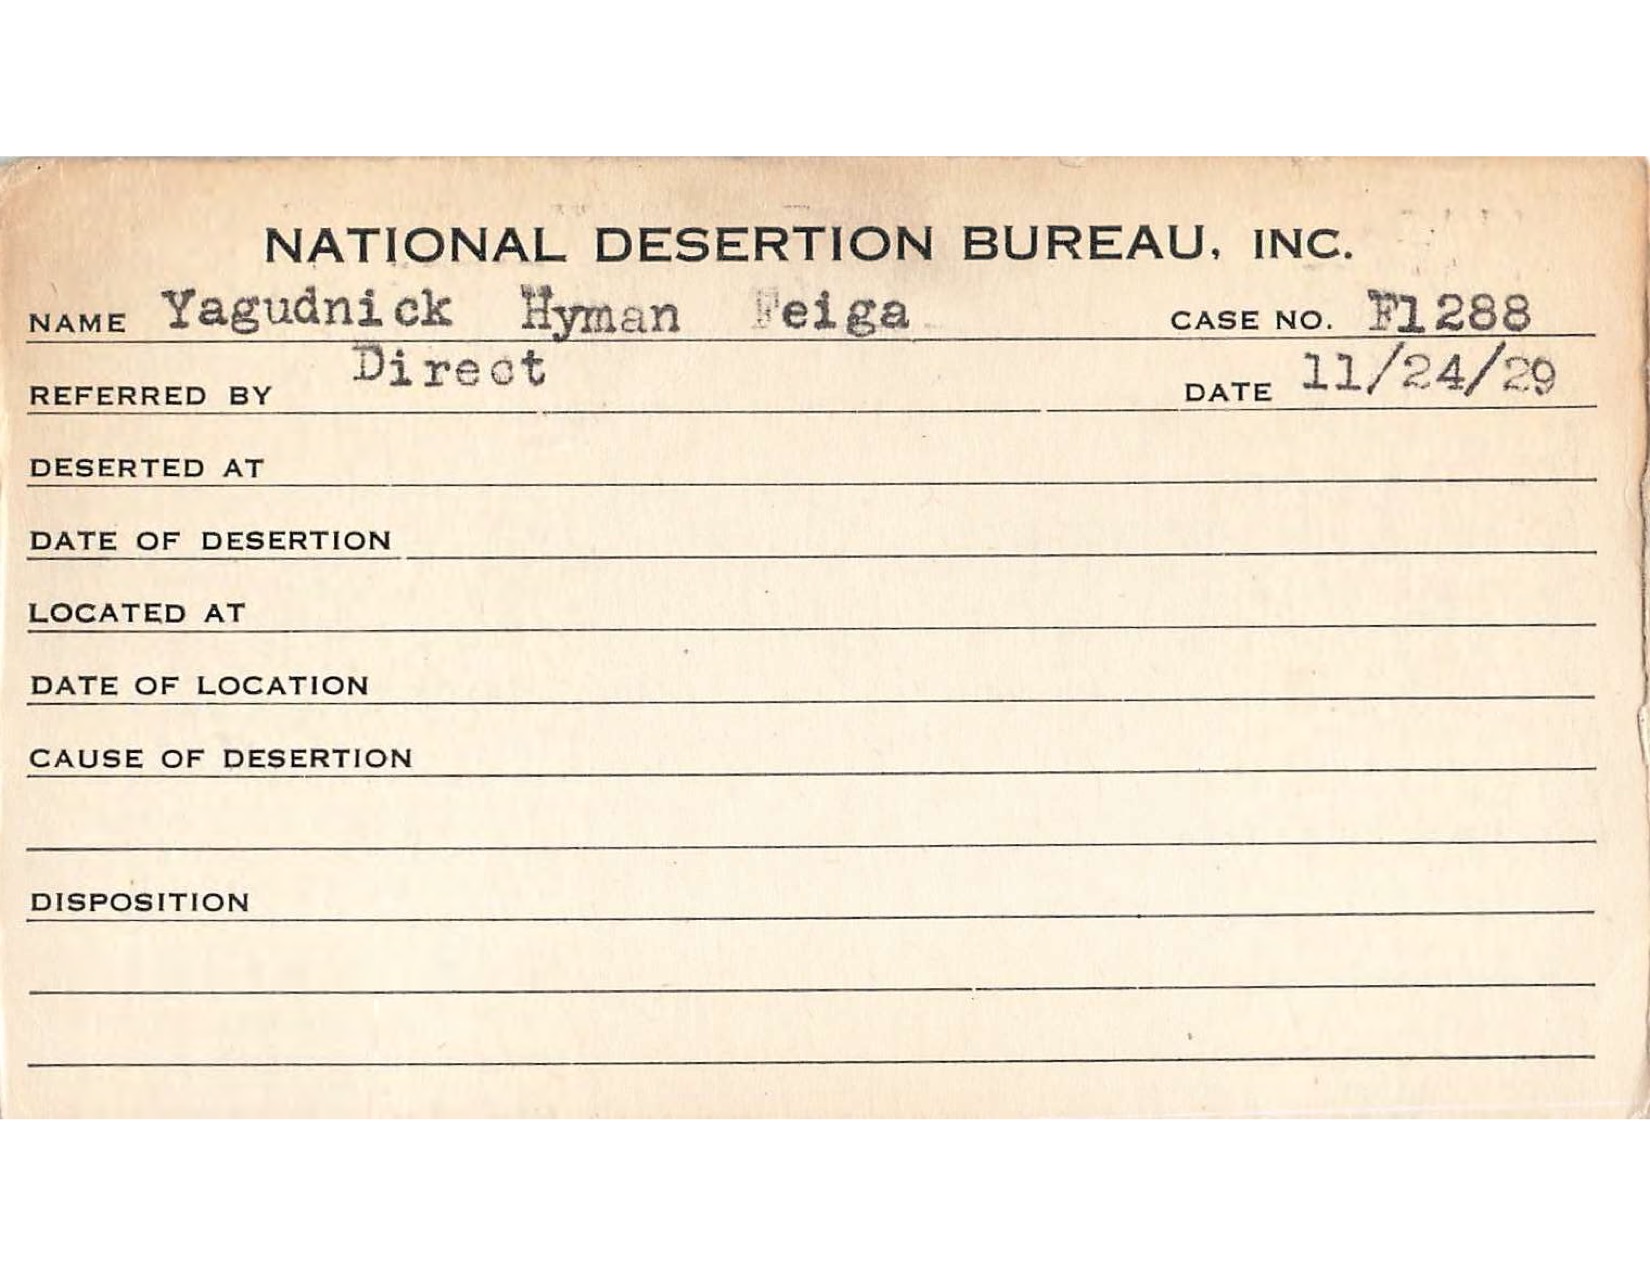 NATIONAL DESERTION BUREAU, INC.
NAME Yagudnick Hyman Feiga CASE NO. F1288
REFERRED BY Direct DATE 11/24/29
DESERTED AT
DATE OF DESERTION
LOCATED AT
DATE OF LOCATION
CAUSE OF DESERTION
DISPOSITION